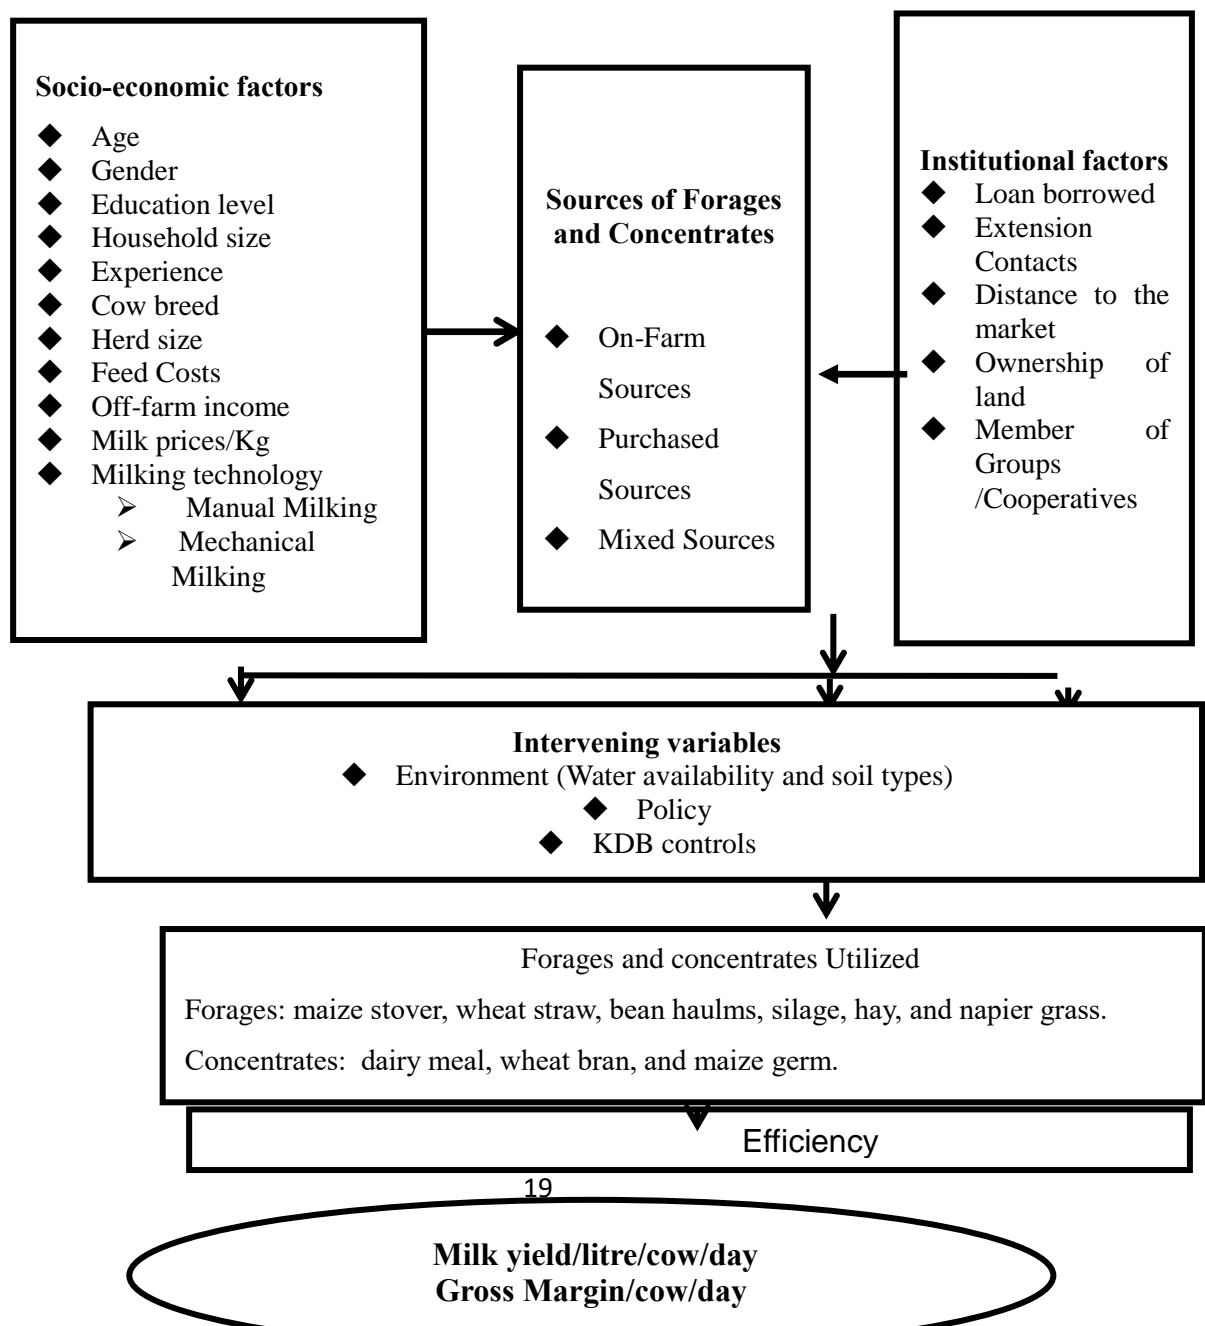 Socio-economic factors
Age
Gender
Education level
Household size
Experience
Cow breed
Herd size
Feed Costs
Off-farm income
Milk prices/Kg
Milking technology
Manual Milking
Mechanical
Milking
Sources of Forages
and Concentrates
On-Farm
Sources
Purchased
Sources
Mixed Sources
Institutional factors
Loan borrowed
Extension
Contacts
Distance to the
market
Ownership of
land
Member of
Groups
/Cooperatives
Intervening variables
Environment (Water availability and soil types)
Policy
KDB controls
Forages and concentrates Utilized
Forages: maize stover, wheat straw, bean haulms, silage, hay, and napier grass.
Concentrates: dairy meal, wheat bran, and maize germ.
Efficiency
19
Milk yield/litre/cow/day
Gross Margin/cow/day